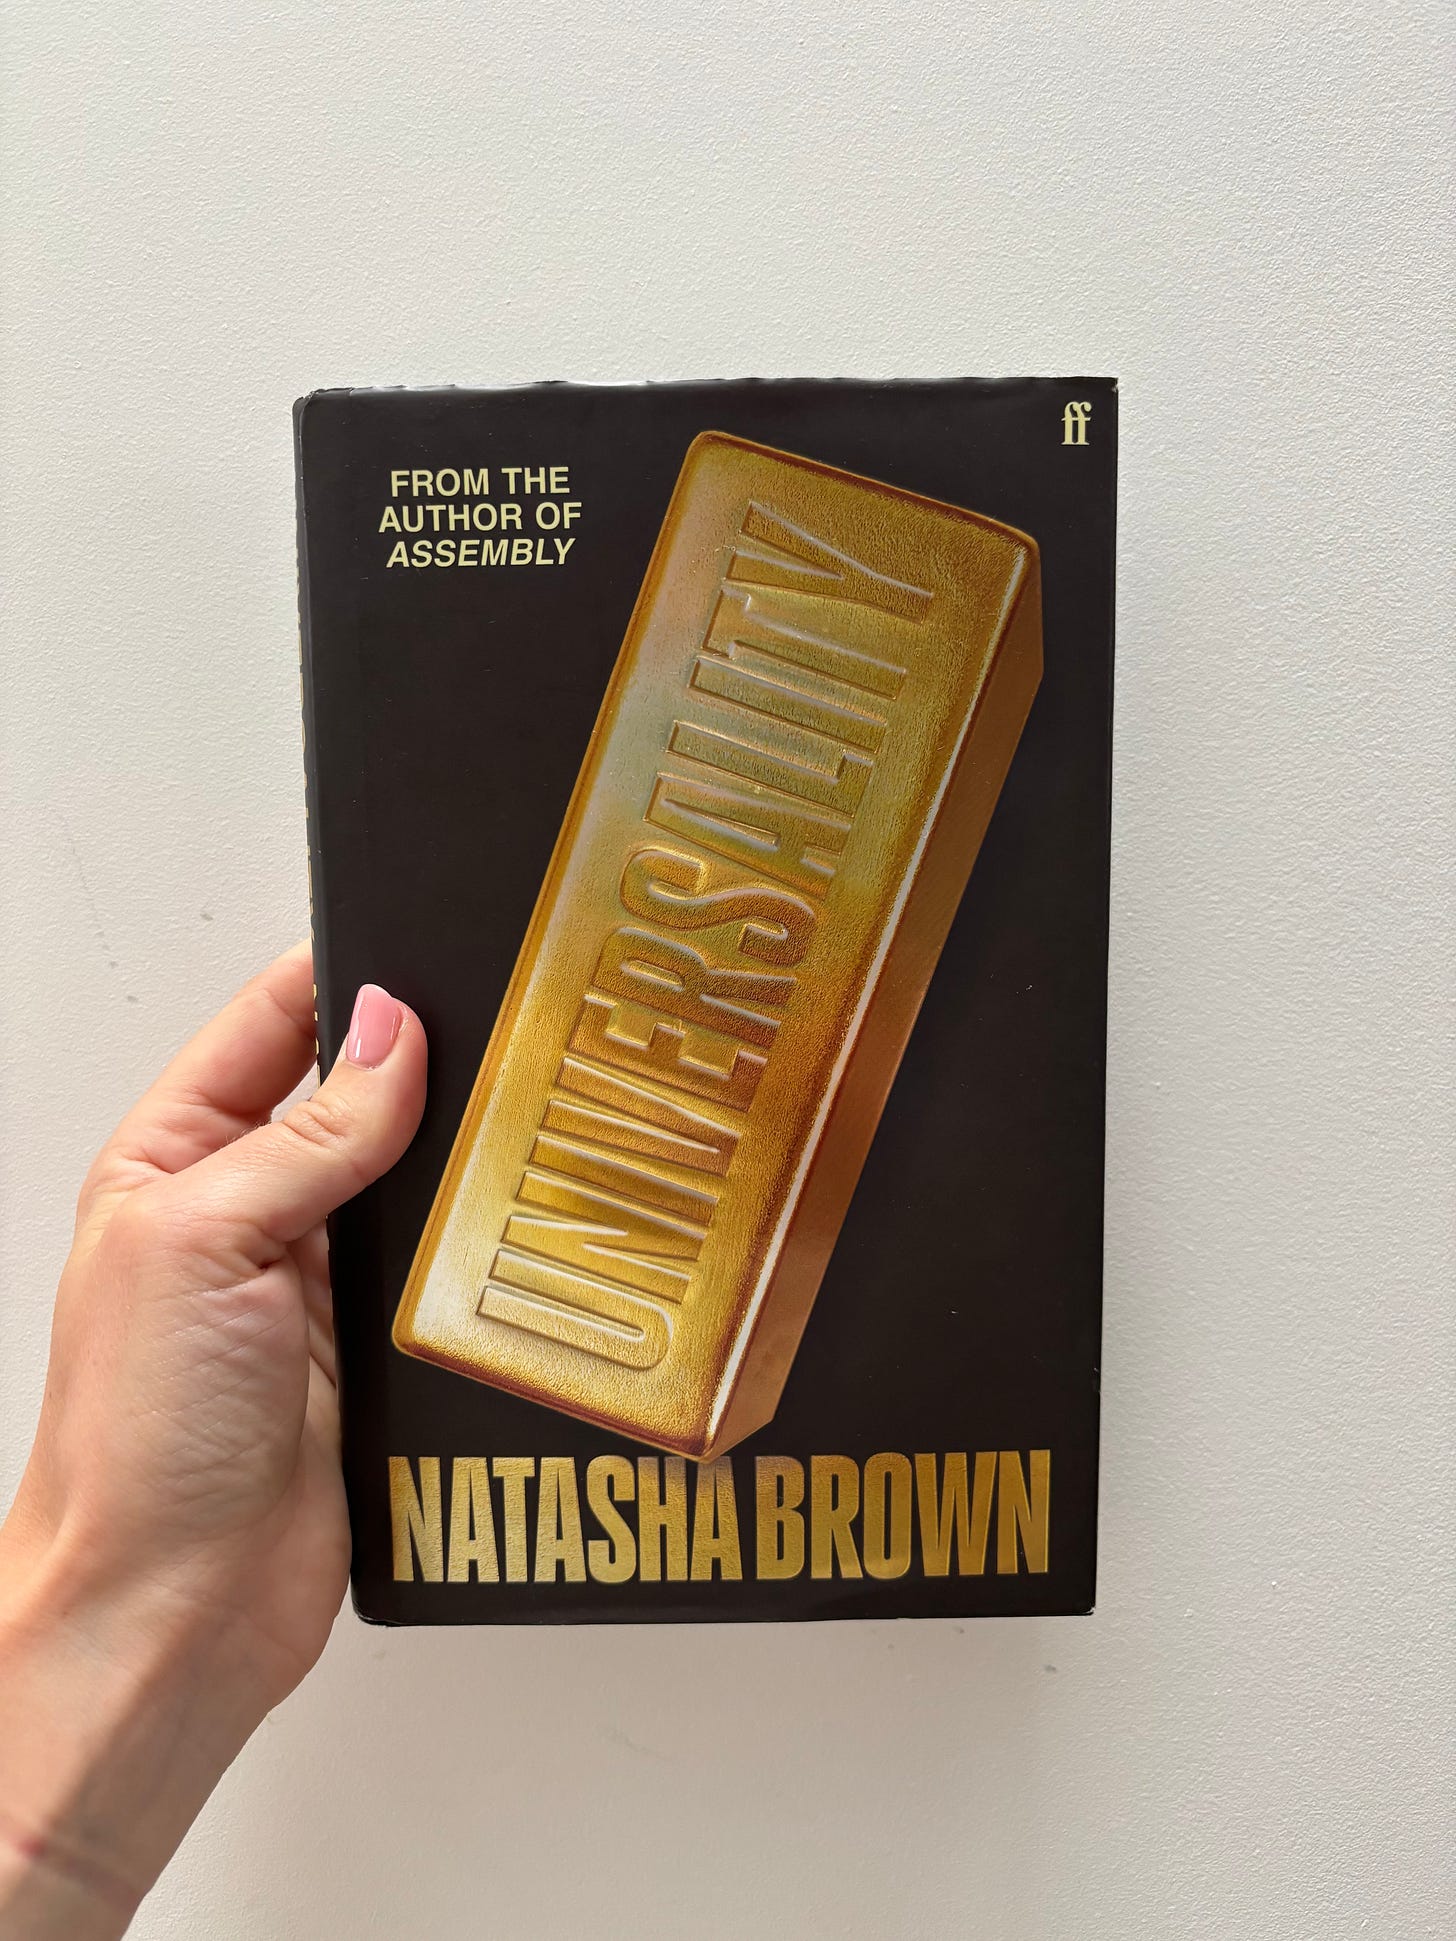 FROM THE
AUTHOR OF
ASSEMBLY
ff
UNIVERSALITY
NATASHA BROWN